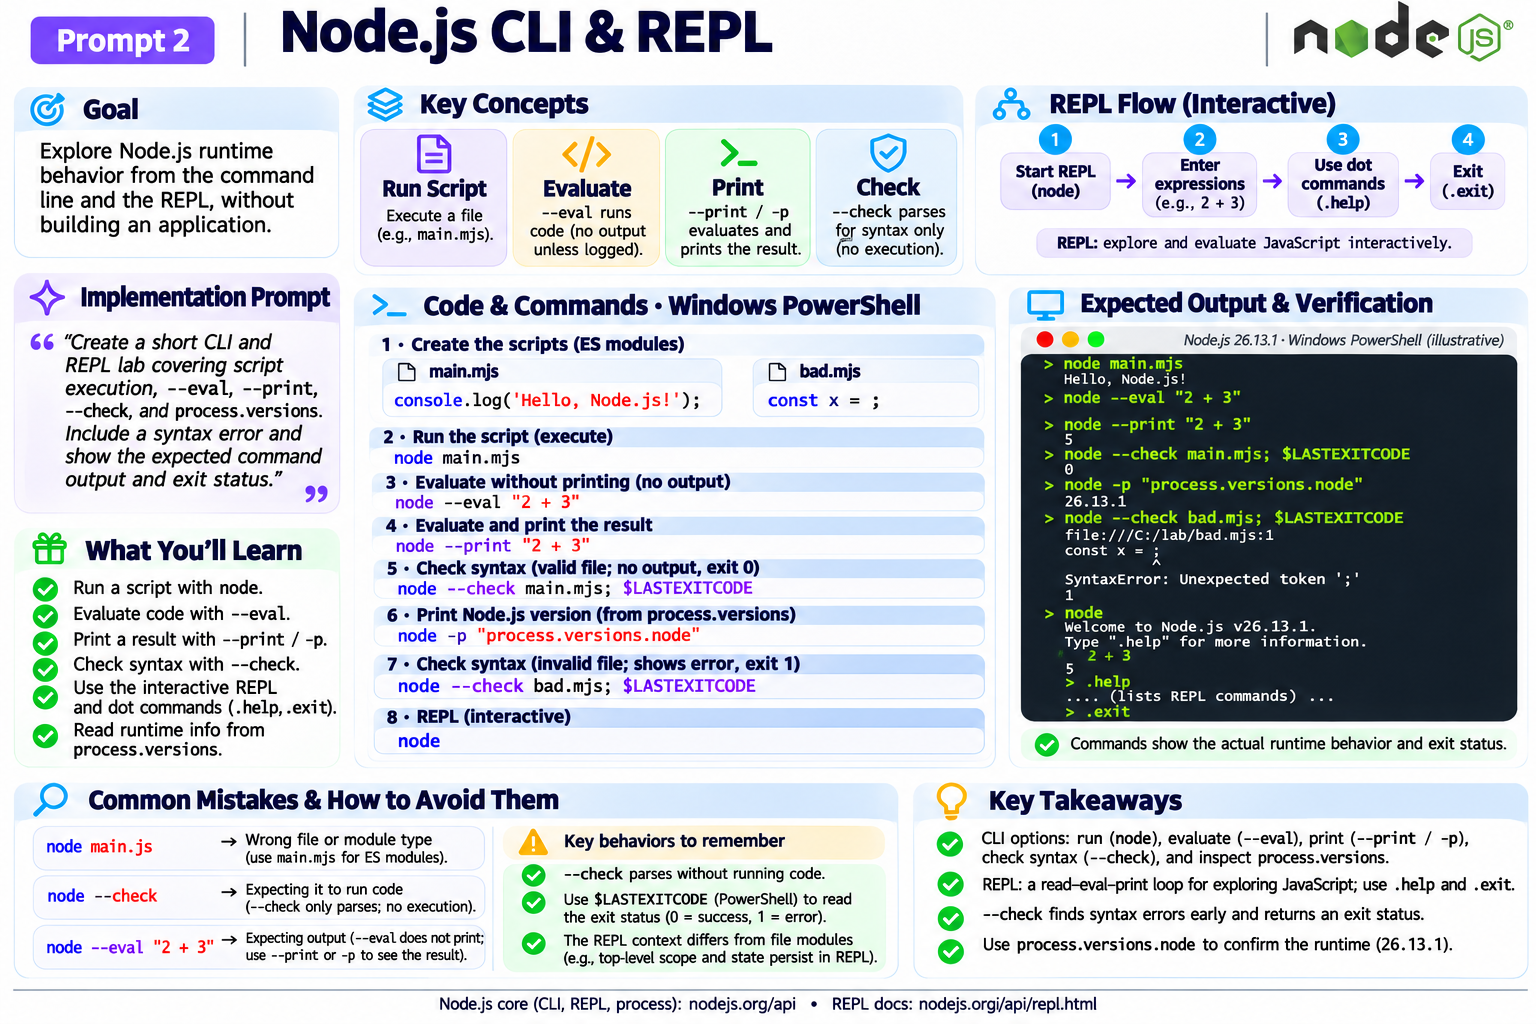 Prompt 2
Node.js CLI & REPL
node JS ®
Goal
Explore Node.js runtime
behavior from the command
line and the REPL, without
building an application.
Key Concepts
Run Script
Execute a file
(e.g., main.mjs).
Evaluate
--eval runs
code (no output
unless logged).
Print
--print / -p
evaluates and
prints the result.
Check
--check parses
for syntax only
(no execution).
REPL Flow (Interactive)
1
Start REPL
(node)
2
Enter
expressions
(e.g., 2 + 3)
3
Use dot
commands
(.help)
4
Exit
(.exit)
REPL: explore and evaluate JavaScript interactively.
Implementation Prompt
“Create a short CLI and
REPL lab covering script
execution, --eval, --print,
--check, and process.versions.
Include a syntax error and
show the expected command
output and exit status.”
What You’ll Learn
Run a script with node.
Evaluate code with --eval.
Print a result with --print / -p.
Check syntax with --check.
Use the interactive REPL
and dot commands (.help, .exit).
Read runtime info from
process.versions.
Code & Commands · Windows PowerShell
1 · Create the scripts (ES modules)
main.mjs
console.log('Hello, Node.js!');
bad.mjs
const x = ;
2 · Run the script (execute)
node main.mjs
3 · Evaluate without printing (no output)
node --eval "2 + 3"
4 · Evaluate and print the result
node --print "2 + 3"
5 · Check syntax (valid file; no output, exit 0)
node --check main.mjs; $LASTEXITCODE
6 · Print Node.js version (from process.versions)
node -p "process.versions.node"
7 · Check syntax (invalid file; shows error, exit 1)
node --check bad.mjs; $LASTEXITCODE
8 · REPL (interactive)
node
Expected Output & Verification
Node.js 26.13.1 · Windows PowerShell (illustrative)
> node main.mjs
Hello, Node.js!
> node --eval "2 + 3"
> node --print "2 + 3"
5
> node --check main.mjs; $LASTEXITCODE
0
> node -p "process.versions.node"
26.13.1
> node --check bad.mjs; $LASTEXITCODE
file:///C:/lab/bad.mjs:1
const x = ;
^
SyntaxError: Unexpected token ';'
1
> node
Welcome to Node.js v26.13.1.
Type ".help" for more information.
2 + 3
5
> .help
.... (lists REPL commands) ...
> .exit
Commands show the actual runtime behavior and exit status.
Common Mistakes & How to Avoid Them
node main.js → Wrong file or module type
(use main.mjs for ES modules).
node --check → Expecting it to run code
(--check only parses; no execution).
node --eval "2 + 3" → Expecting output (--eval does not print;
use --print or -p to see the result).
Key behaviors to remember
--check parses without running code.
Use $LASTEXITCODE (PowerShell) to read
the exit status (0 = success, 1 = error).
The REPL context differs from file modules
(e.g., top-level scope and state persist in REPL).
Key Takeaways
CLI options: run (node), evaluate (--eval), print (--print / -p),
check syntax (--check), and inspect process.versions.
REPL: a read–eval–print loop for exploring JavaScript; use .help and .exit.
--check finds syntax errors early and returns an exit status.
Use process.versions.node to confirm the runtime (26.13.1).
Node.js core (CLI, REPL, process): nodejs.org/api • REPL docs: nodejs.orgi/api/repl.html